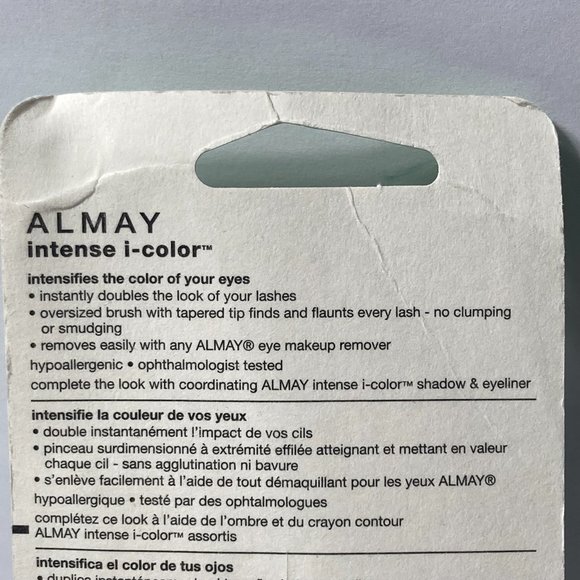 ALMAY
intense i-color™
intensifies the color of your eyes
• instantly doubles the look of your lashes
• oversized brush with tapered tip finds and flaunts every lash - no clumping
or smudging
• removes easily with any ALMAY® eye makeup remover
hypoallergenic • ophthalmologist tested
complete the look with coordinating ALMAY intense i-color™ shadow & eyeliner
intensifie la couleur de vos yeux
• double instantanément l'impact de vos cils
• pinceau surdimensionné à extrémité effilée atteignant et mettant en valeur
chaque cil - sans agglutination ni bavure
• s'enlève facilement à l'aide de tout démaquillant pour les yeux ALMAY®
hypoallergique • testé par des ophtalmologues
complétez ce look à l'aide de l'ombre et du crayon contour
ALMAY intense i-color™ assortis
intensifica el color de tus ojos
• duplica